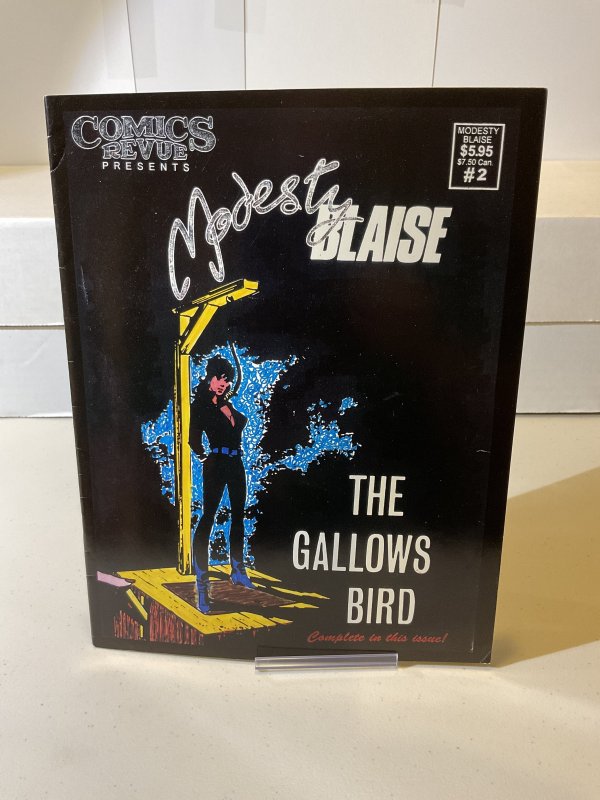 COMICS
REVUE
PRESENTS
MODESTY
BLAISE
$5.95
$7.50 Can.
#2
Modesty
BLAISE
THE
GALLOWS
BIRD
Complete in this issue!